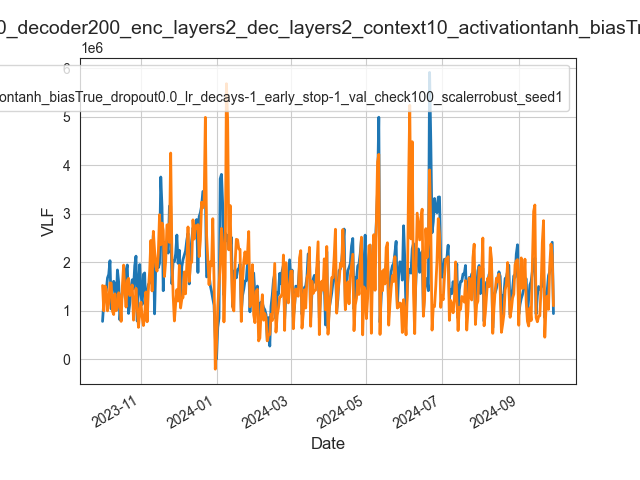 0_decoder200_enc_layers2_dec_layers2_context10_activationtanh_biasTru
1e6
6
ontanh_biasTrue_dropout0.0_lr_decays-1_early_stop-1_val_check100_scalerrobust_seed1
5
4
3
2
1
0
VLF
2023-11
2024-01
2024-03
2024-05
2024-07
2024-09
Date